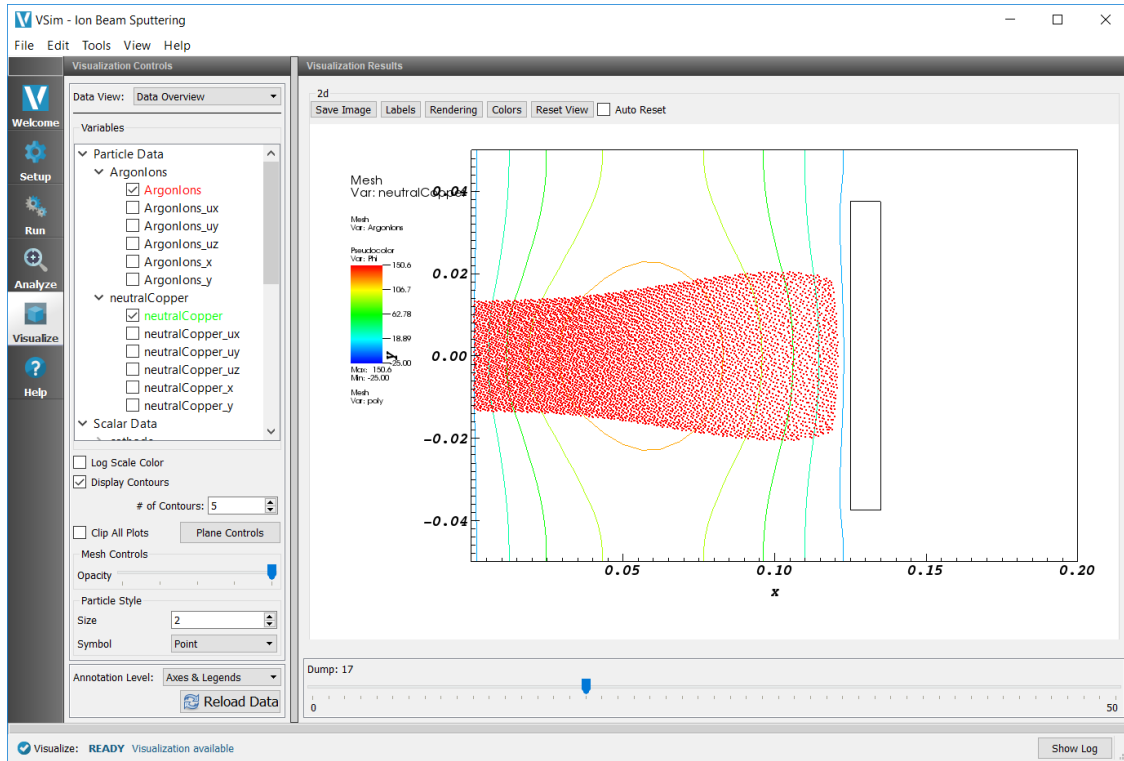 VSim - Ion Beam Sputtering
File Edit Tools View Help
Visualization Controls
Visualization Results
Welcome
Setup
Run
Analyze
Visualize
Help
Data View: Data Overview
Variables
Particle Data
ArgonIons
ArgonIons
ArgonIons_ux
ArgonIons_uy
ArgonIons_uz
ArgonIons_x
ArgonIons_y
neutralCopper
neutralCopper
neutralCopper_ux
neutralCopper_uy
neutralCopper_uz
neutralCopper_x
neutralCopper_y
Scalar Data
Log Scale Color
Display Contours
# of Contours: 5
Clip All Plots Plane Controls
Mesh Controls
Opacity
Particle Style
Size 2
Symbol Point
Annotation Level: Axes & Legends
Reload Data
2d
Save Image Labels Rendering Colors Reset View Auto Reset
Mesh
Var: neutralCopper
Mesh
Var: ArgonIons
Pseudocolor
Var: Phi
150.6
106.7
62.78
18.89
-25.00
Max: 150.6
Min: -25.00
Mesh
Var: poly
y
0.04
0.02
0.00
-0.02
-0.04
0.05 0.10 0.15 0.20
x
Dump: 17
0 50
Visualize: READY Visualization available
Show Log